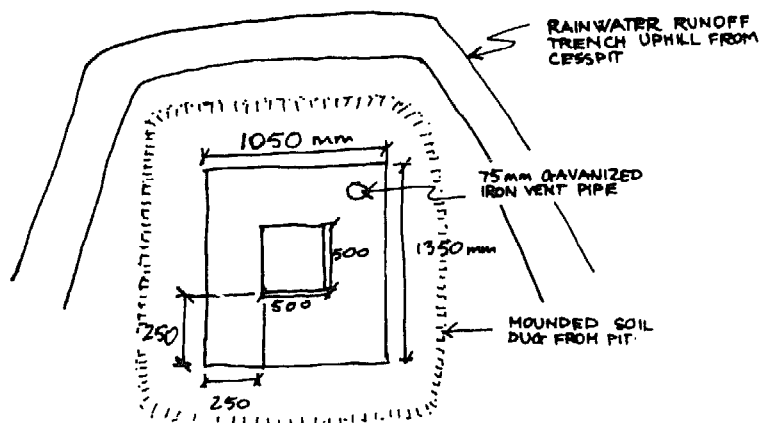 RAINWATER RUNOFF
TRENCH UPHILL FROM
CESSPIT
1050 mm
75mm GALVANIZED
IRON VENT PIPE
500
1350 mm
500
250
MOUNDED SOIL
DUG FROM PIT.
250